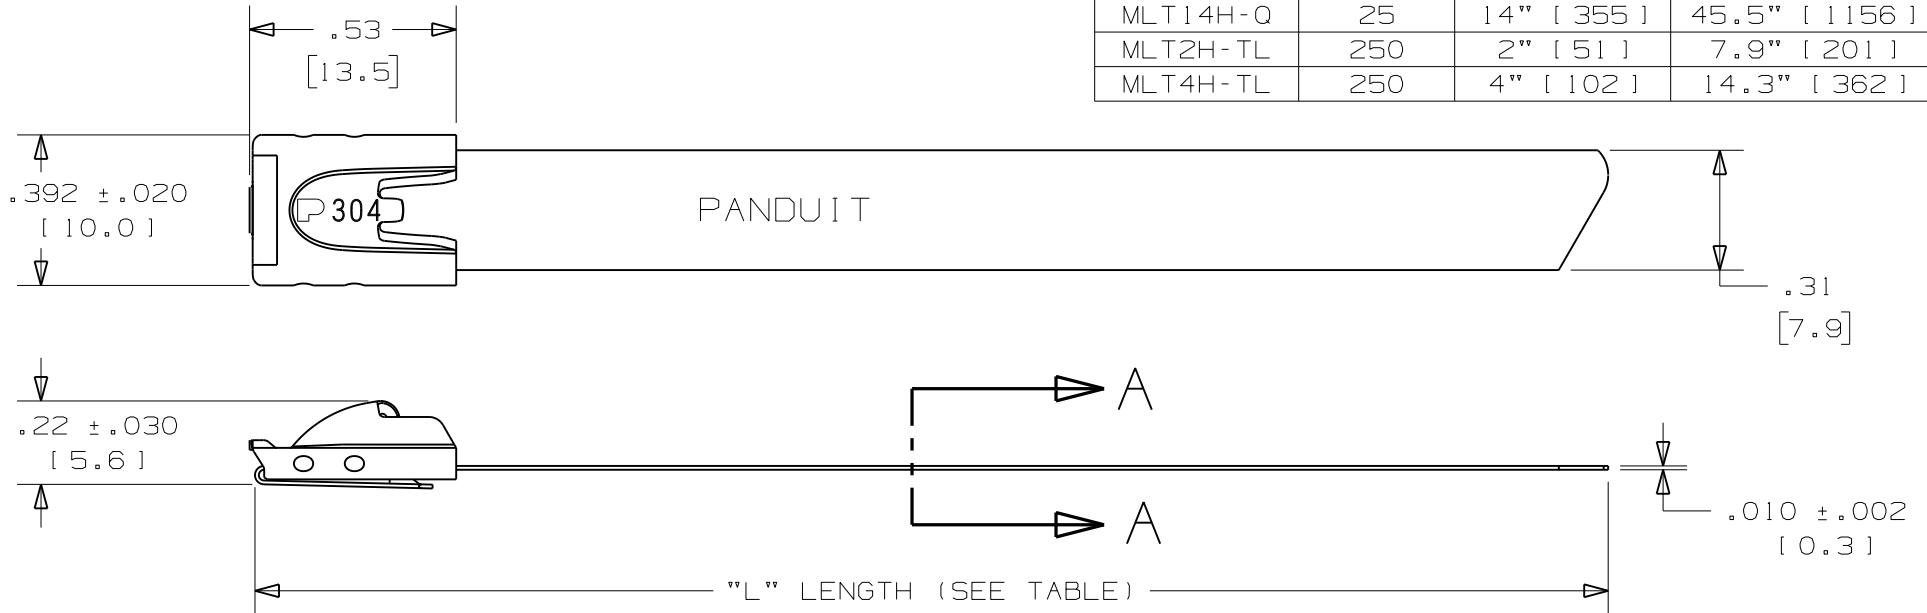 MLT14H-Q 25 14" [ 355 ] 45.5" [ 1156 ]
MLT2H-TL 250 2" [ 51 ] 7.9" [ 201 ]
MLT4H-TL 250 4" [ 102 ] 14.3" [ 362 ]
.53
[13.5]
.392 ±.020
[ 10.0 ]
P 304
PANDUIT
.31
[7.9]
.22 ±.030
[ 5.6 ]
A
A
.010 ±.002
[ 0.3 ]
"L" LENGTH (SEE TABLE)